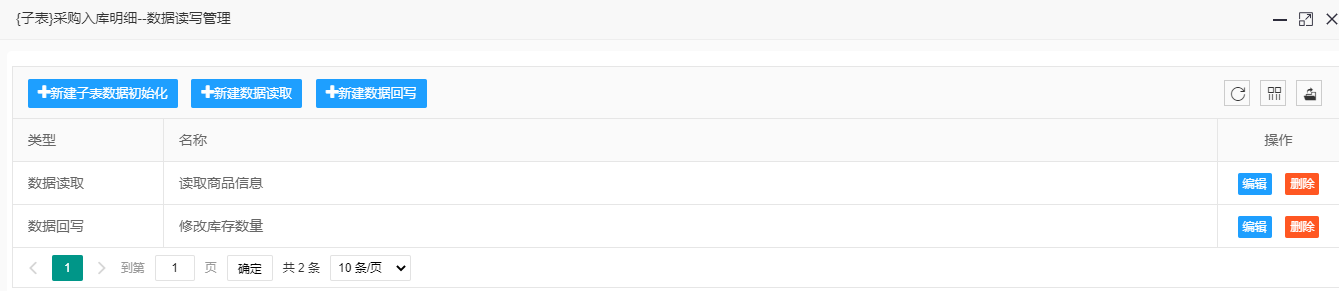 {子表}采购入库明细--数据读写管理
新建子表数据初始化 新建数据读取 新建数据回写
类型 名称 操作
数据读取 读取商品信息 编辑 删除
数据回写 修改库存数量 编辑 删除
1 到第 1 页 确定 共 2 条 10 条/页